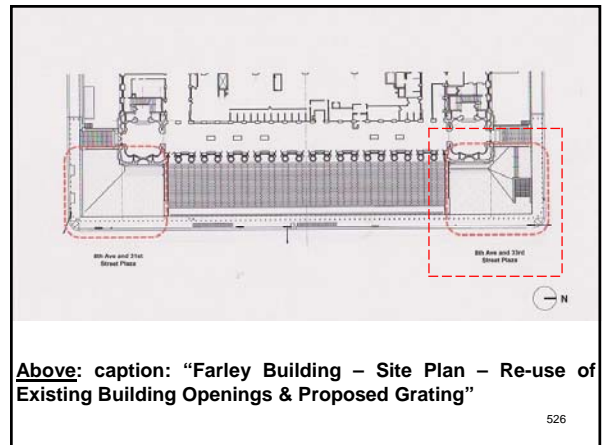 8th Ave and 31st
Street Plaza
8th Ave and 33rd
Street Plaza
N
Above: caption: “Farley Building – Site Plan – Re-use of
Existing Building Openings & Proposed Grating”
526